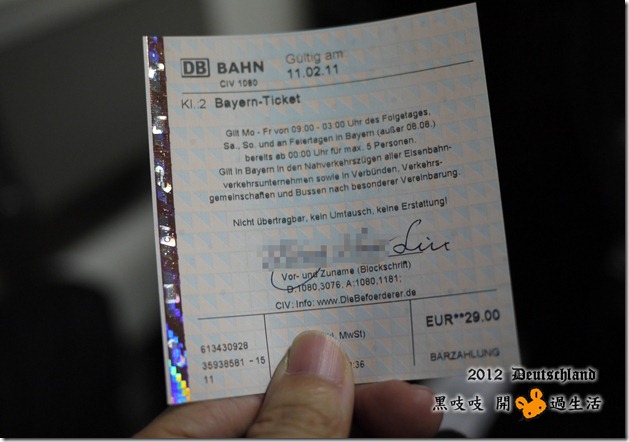 DB BAHN
Gültig am
11.02.11
CIV 1080
Kl.:2 Bayern-Ticket
Gilt Mo - Fr von 09:00 - 03:00 Uhr des Folgetages,
Sa., So. und an Feiertagen in Bayern (außer 08.08.)
bereits ab 00:00 Uhr für max. 5 Personen.
Gilt in Bayern in den Nahverkehrszügen aller Eisenbahn-
verkehrsunternehmen sowie in Verbünden, Verkehrs-
gemeinschaften und Bussen nach besonderer Vereinbarung.
Nicht übertragbar, kein Umtausch, keine Erstattung!
Lin
Vor- und Zuname (Blockschrift)
D:1080,3076; A:1080,1181;
CIV: Info: www.DieBefoerderer.de
MwSt)
EUR**29.00
613430928
35938581 - 15
11
:36
BARZAHLUNG
2012 Deutschland
黑吱吱 開 過生活